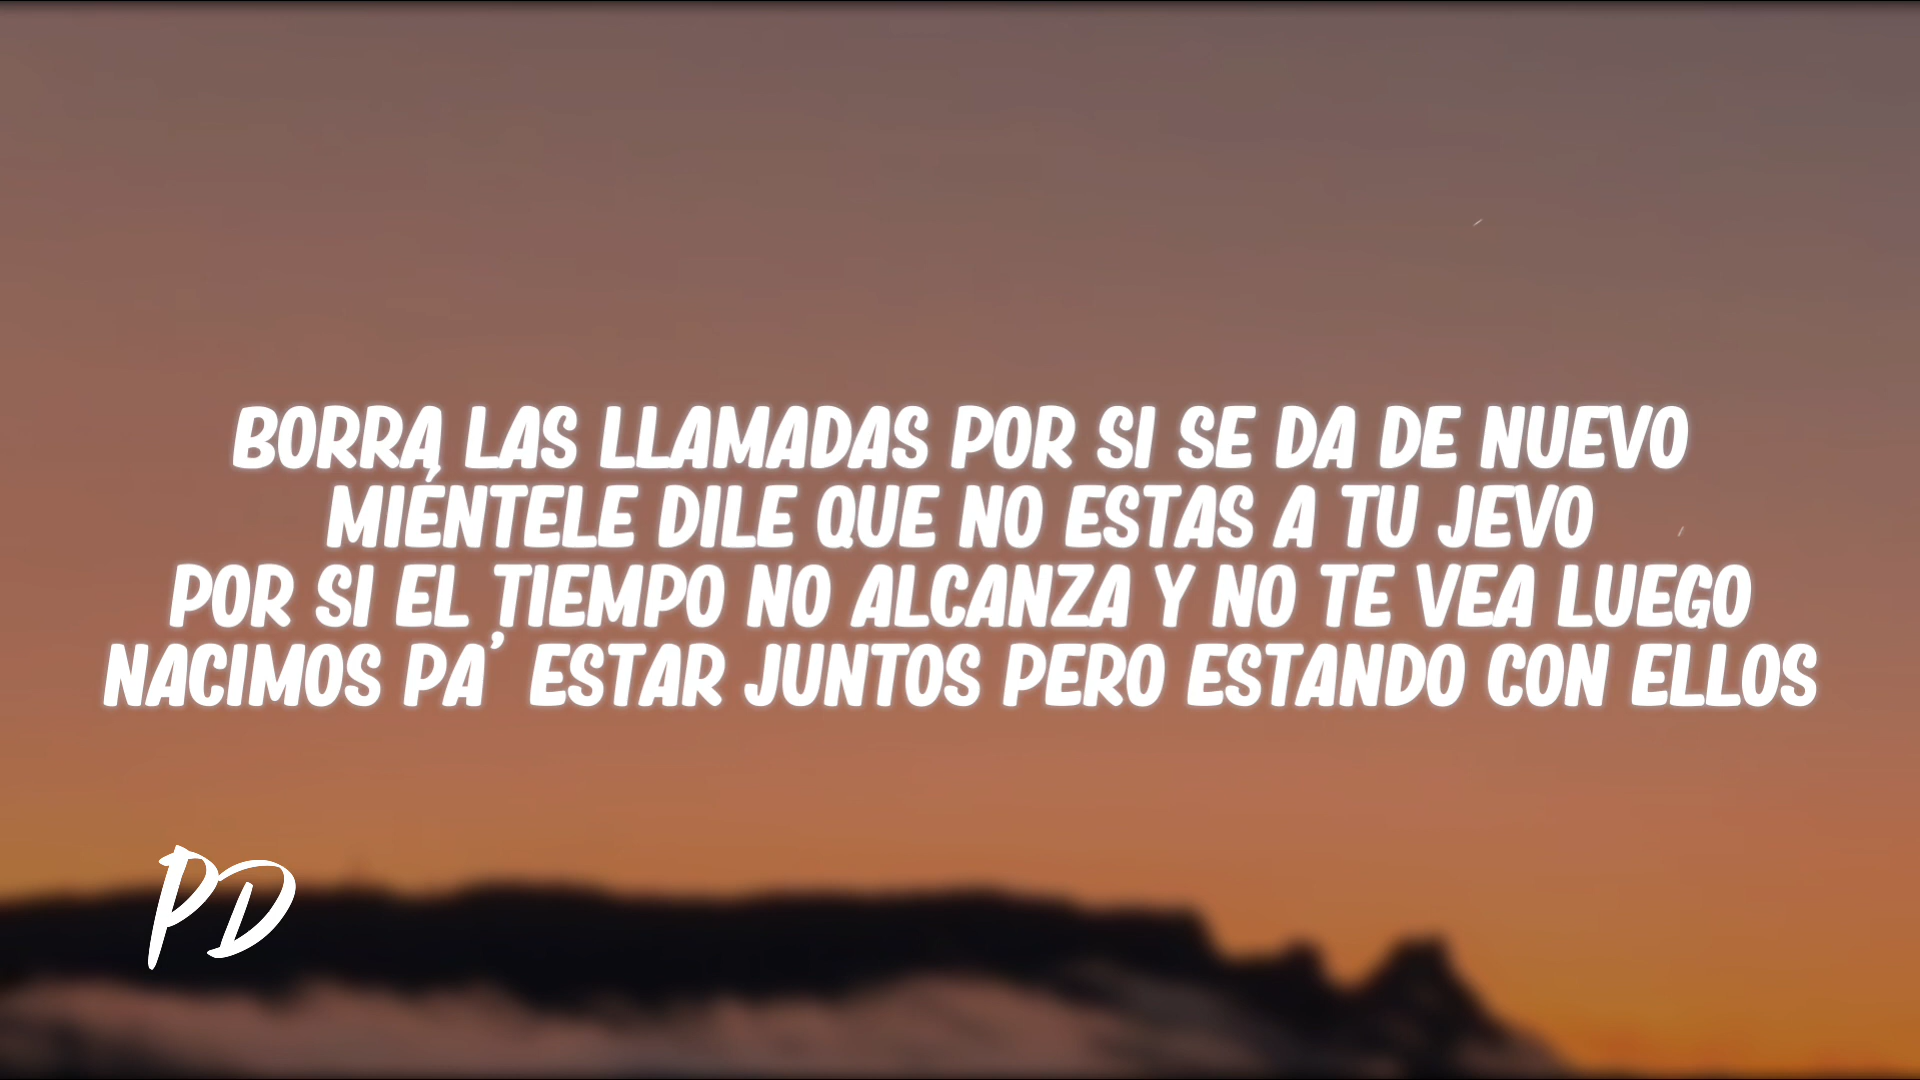 BORRA LAS LLAMADAS POR SI SE DA DE NUEVO
MIÉNTELE DILE QUE NO ESTAS A TU JEVO
POR SI EL TIEMPO NO ALCANZA Y NO TE VEA LUEGO
NACIMOS PA' ESTAR JUNTOS PERO ESTANDO CON ELLOS
PD